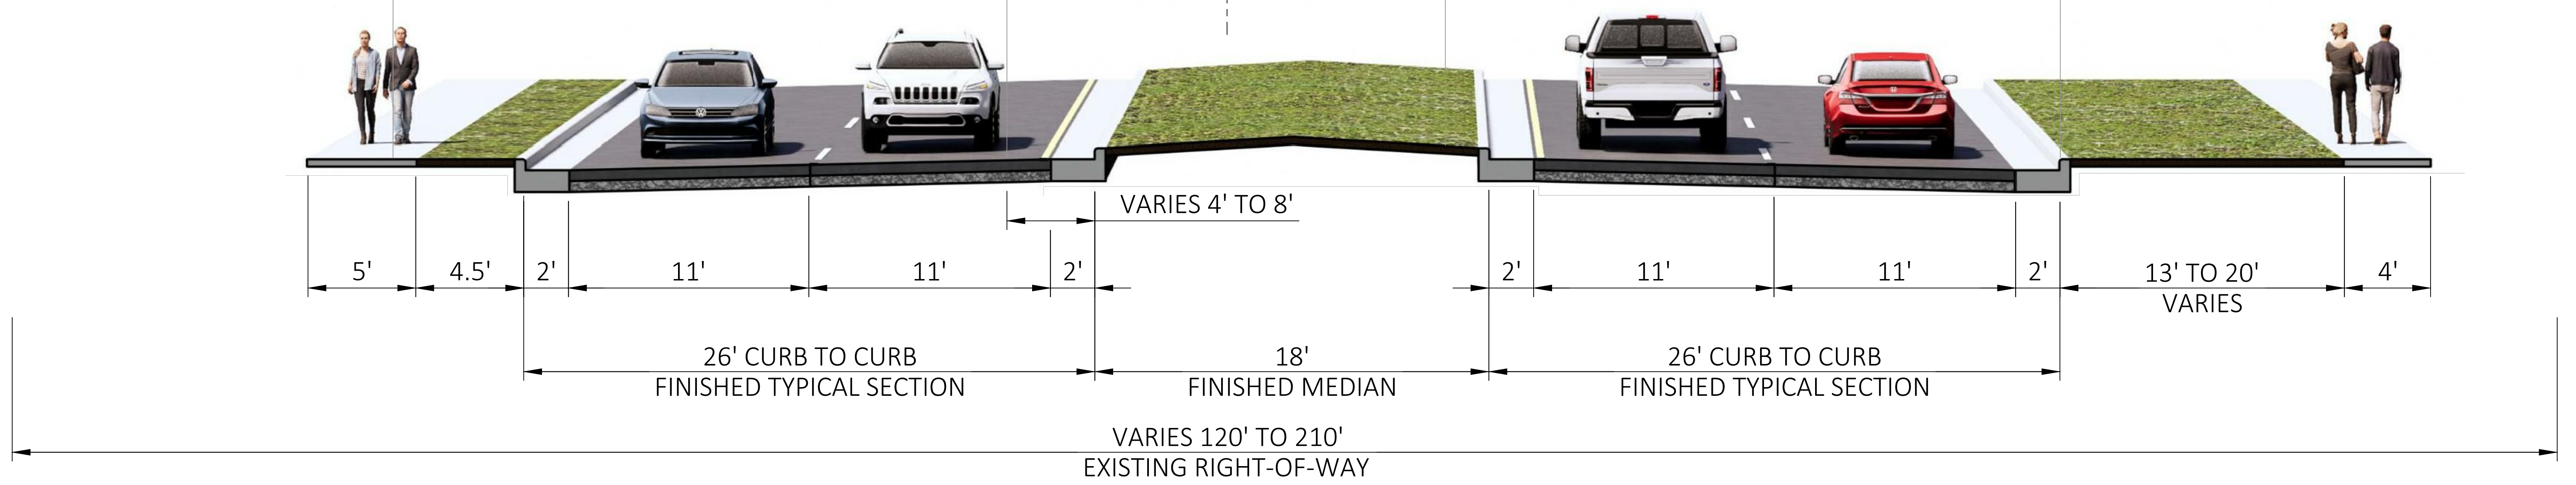 VARIES 4' TO 8'
5' 4.5' 2' 11' 11' 2' 2' 11' 11' 2' 13' TO 20' 4'
VARIES
26' CURB TO CURB 18' 26' CURB TO CURB
FINISHED TYPICAL SECTION FINISHED MEDIAN FINISHED TYPICAL SECTION
VARIES 120' TO 210'
EXISTING RIGHT-OF-WAY